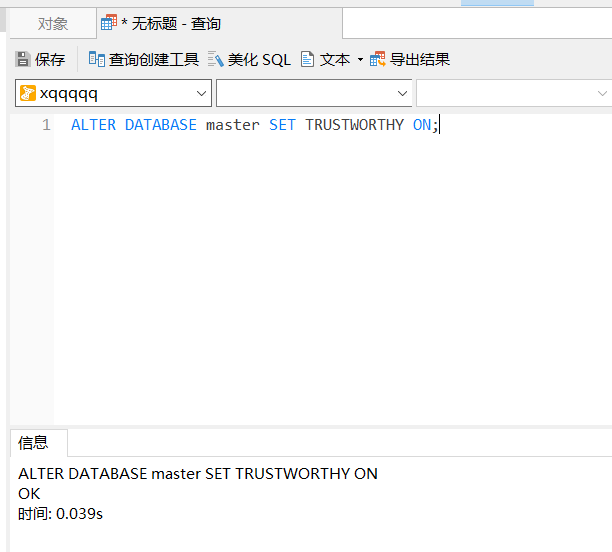 对象 * 无标题 - 查询
保存 查询创建工具 美化 SQL 文本 导出结果
xqqqqq
1 ALTER DATABASE master SET TRUSTWORTHY ON;
信息
ALTER DATABASE master SET TRUSTWORTHY ON
OK
时间: 0.039s